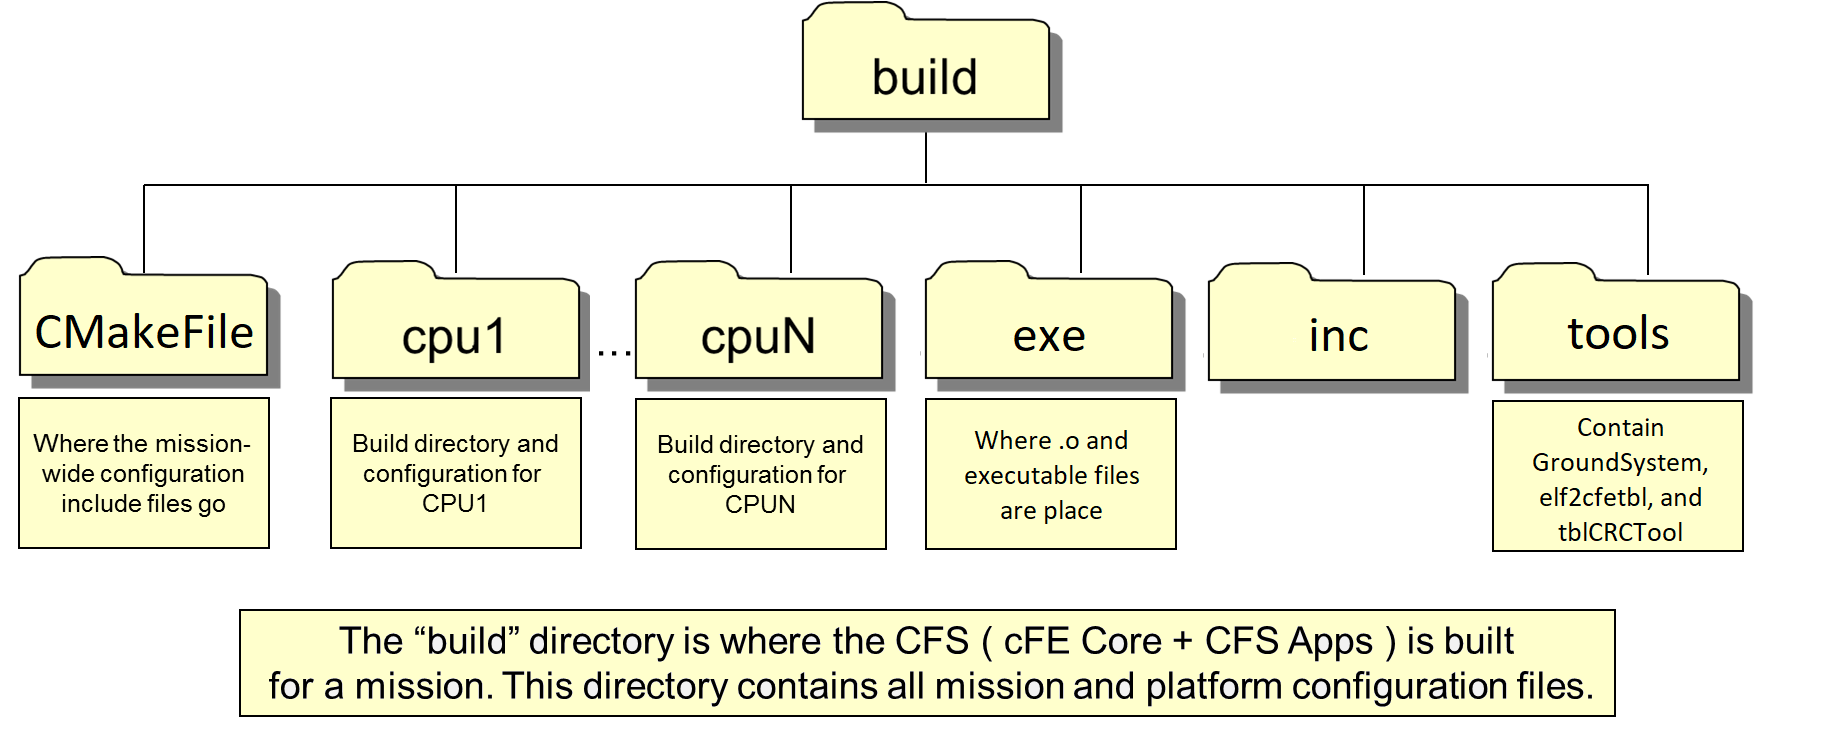 build
CMakeFile
cpu1
...
cpuN
exe
inc
tools
Where the mission-
wide configuration
include files go
Build directory and
configuration for
CPU1
Build directory and
configuration for
CPUN
Where .o and
executable files
are place
Contain
GroundSystem,
elf2cfetbl, and
tblCRCTool
The “build” directory is where the CFS ( cFE Core + CFS Apps ) is built
for a mission. This directory contains all mission and platform configuration files.